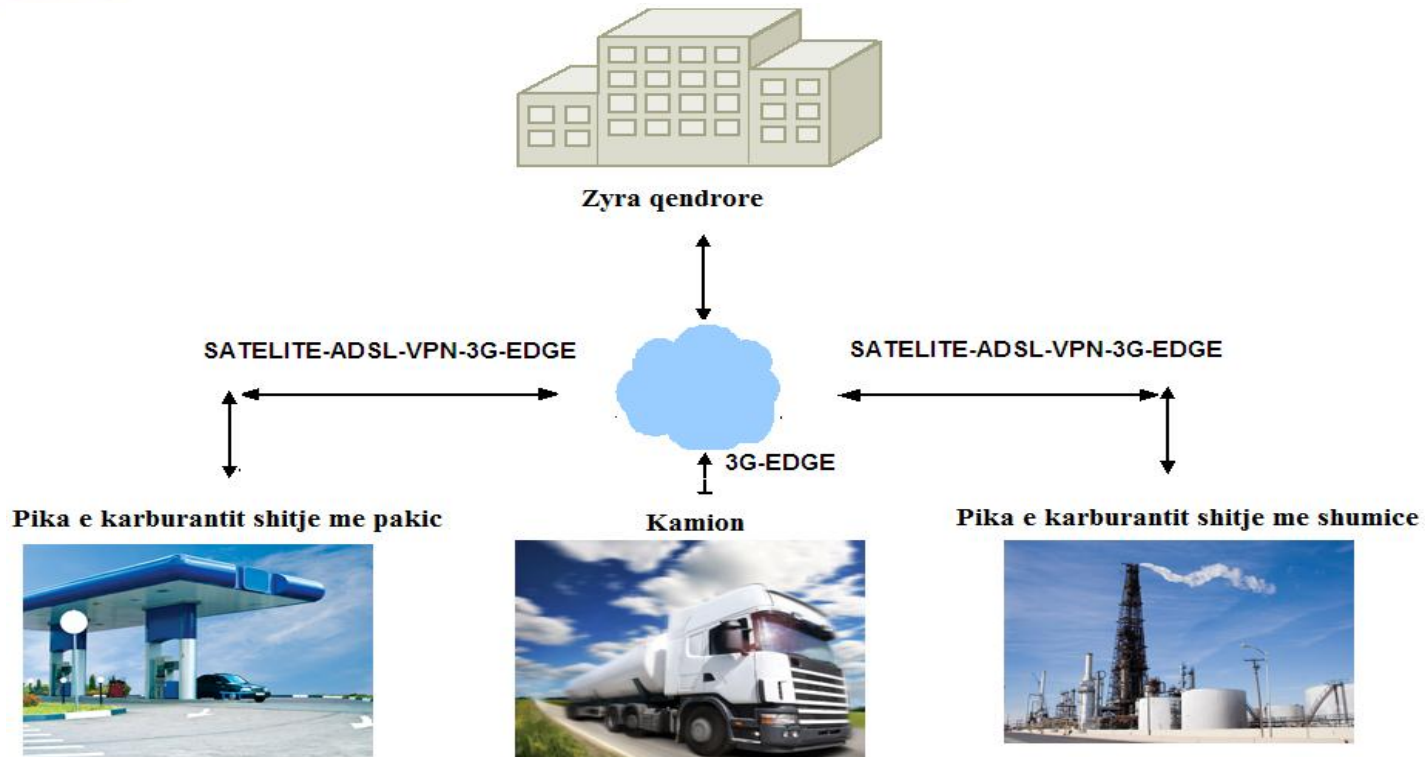 Zyra qendrore
SATELITE-ADSL-VPN-3G-EDGE
SATELITE-ADSL-VPN-3G-EDGE
3G-EDGE
Pika e karburantit shitje me pakic
Kamion
Pika e karburantit shitje me shumice